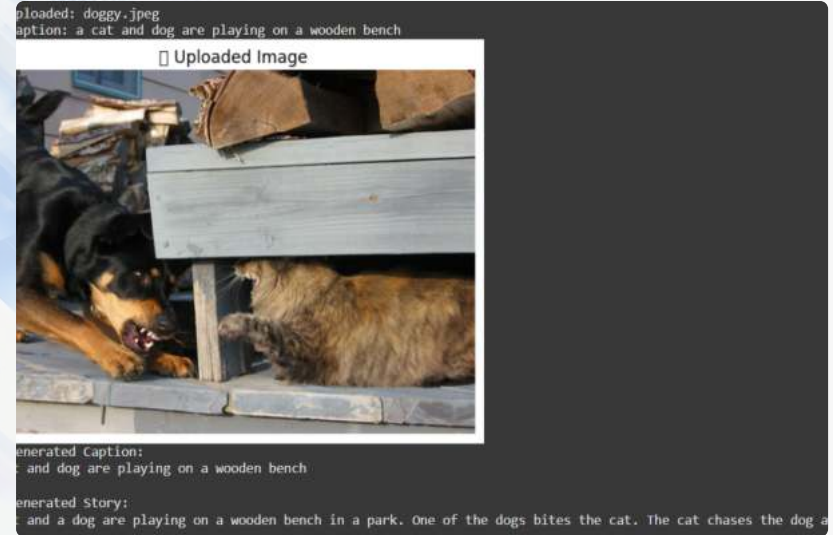 ploaded: doggy.jpeg
aption: a cat and dog are playing on a wooden bench
Uploaded Image
enerated Caption:
and dog are playing on a wooden bench
enerated Story:
and a dog are playing on a wooden bench in a park. One of the dogs bites the cat. The cat chases the dog a